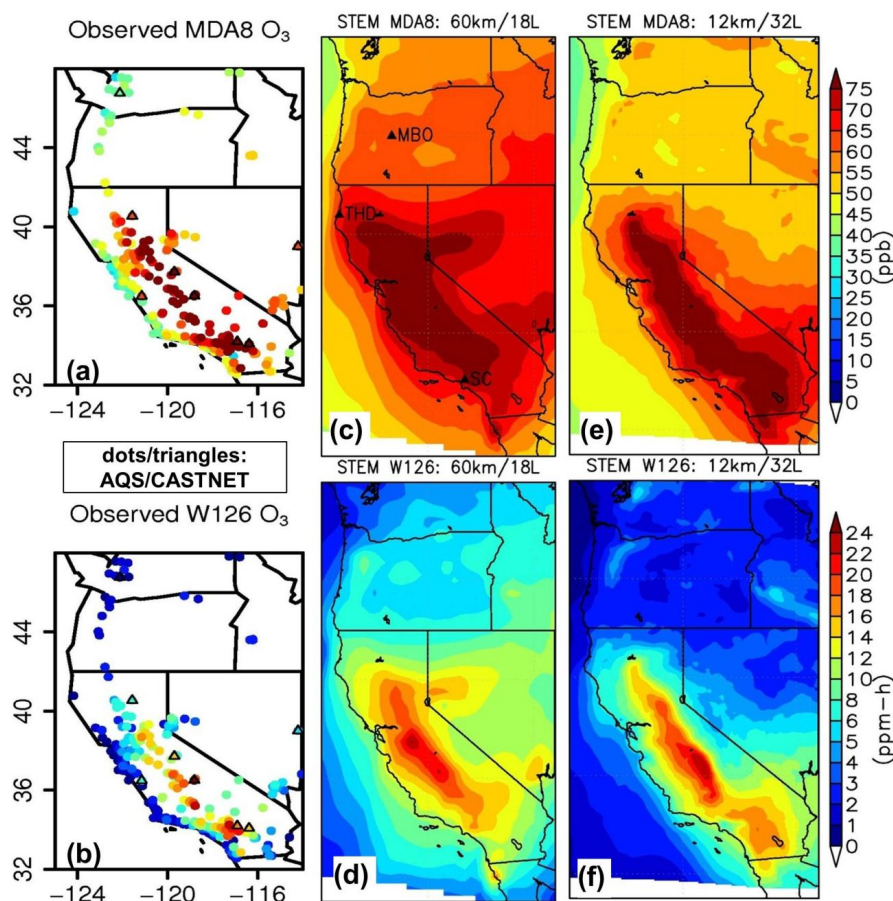 Observed MDA8 O₃
44
40
36
32
(a)
−124
−120
−116
dots/triangles:
AQS/CASTNET
Observed W126 O₃
44
40
36
32
(b)
−124
−120
−116
STEM MDA8: 60km/18L
MBO
THD
SC
(c)
STEM W126: 60km/18L
(d)
STEM MDA8: 12km/32L
(e)
75
70
65
60
55
50
45
40
35
30
25
20
15
10
5
0
(ppb)
STEM W126: 12km/32L
(f)
24
22
20
18
16
14
12
10
8
6
4
3
2
1
0
(ppm−h)